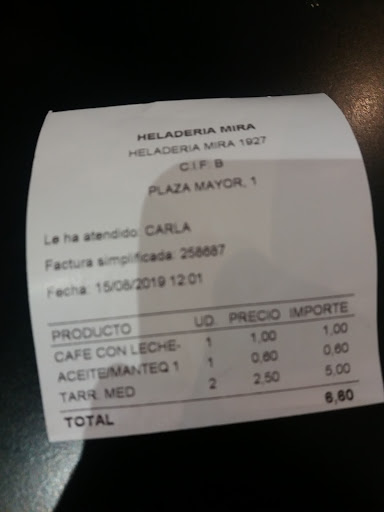 HELADERIA MIRA
HELADERIA MIRA 1927
C I F: B
PLAZA MAYOR, 1
Le ha atendido: CARLA
Factura simplificada: 258687
Fecha: 15/08/2019 12:01
PRODUCTO UD. PRECIO IMPORTE
CAFE CON LECHE- 1 1,00 1,00
ACEITE/MANTEQ 1 1 0,60 0,60
TARR. MED 2 2,50 5,00
TOTAL 6,60